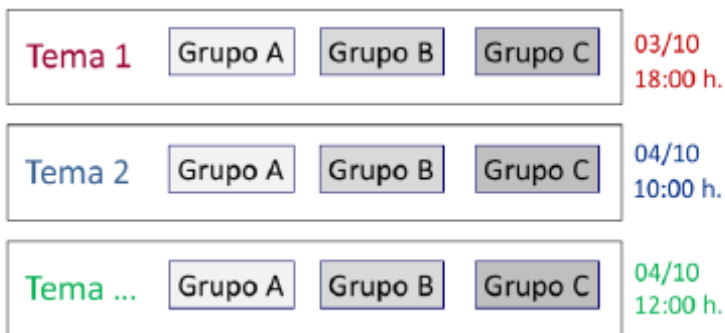 Tema 1 Grupo A Grupo B Grupo C 03/10
18:00 h.
Tema 2 Grupo A Grupo B Grupo C 04/10
10:00 h.
Tema ... Grupo A Grupo B Grupo C 04/10
12:00 h.